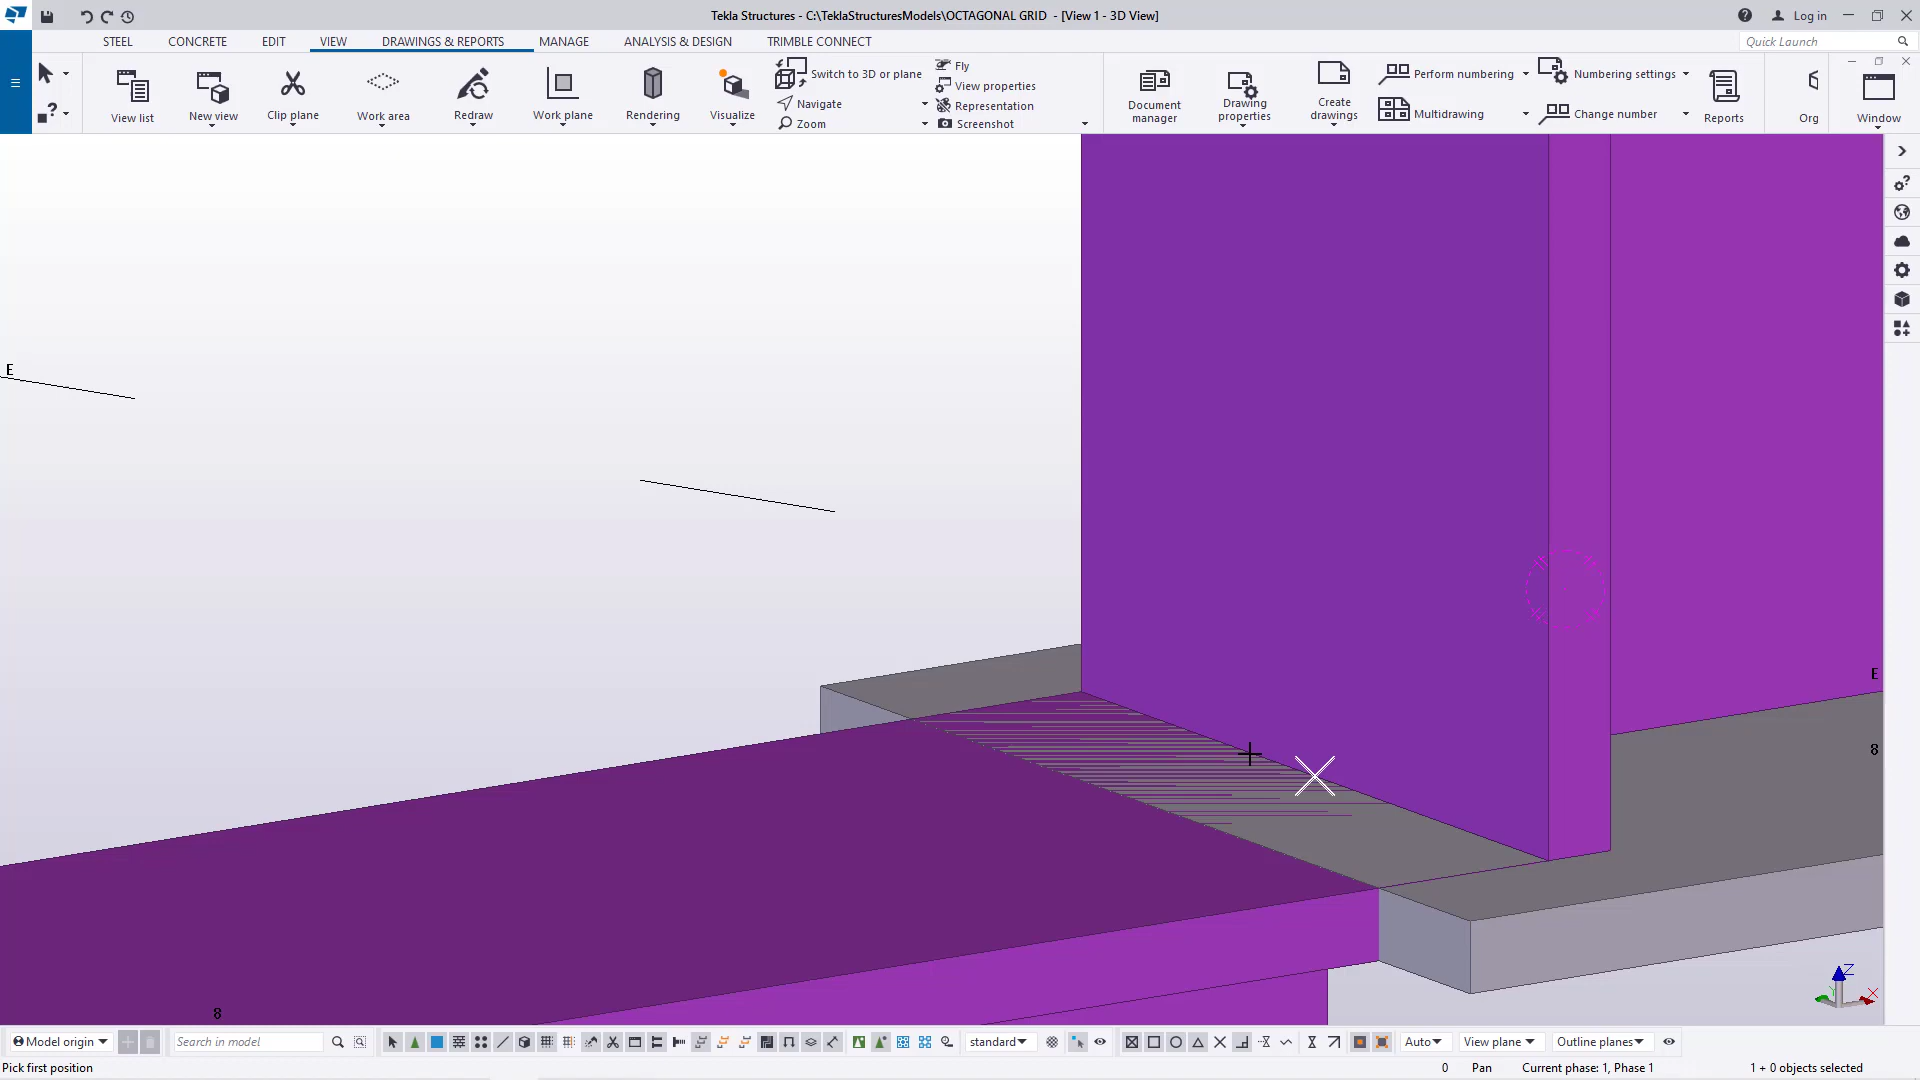 Tekla Structures - C:\TeklaStructuresModels\OCTAGONAL GRID - [View 1 - 3D View]
Log in
STEEL
CONCRETE
EDIT
VIEW
DRAWINGS & REPORTS
MANAGE
ANALYSIS & DESIGN
TRIMBLE CONNECT
Quick Launch
View list
New view
Clip plane
Work area
Redraw
Work plane
Rendering
Visualize
Switch to 3D or plane
Navigate
Zoom
Fly
View properties
Representation
Screenshot
Document
manager
Drawing
properties
Create
drawings
Perform numbering
Multidrawing
Numbering settings
Change number
Reports
Org
Window
E
E
8
8
Z
X
Model origin
Search in model
standard
Auto
View plane
Outline planes
Pick first position
0
Pan
Current phase: 1, Phase 1
1 + 0 objects selected